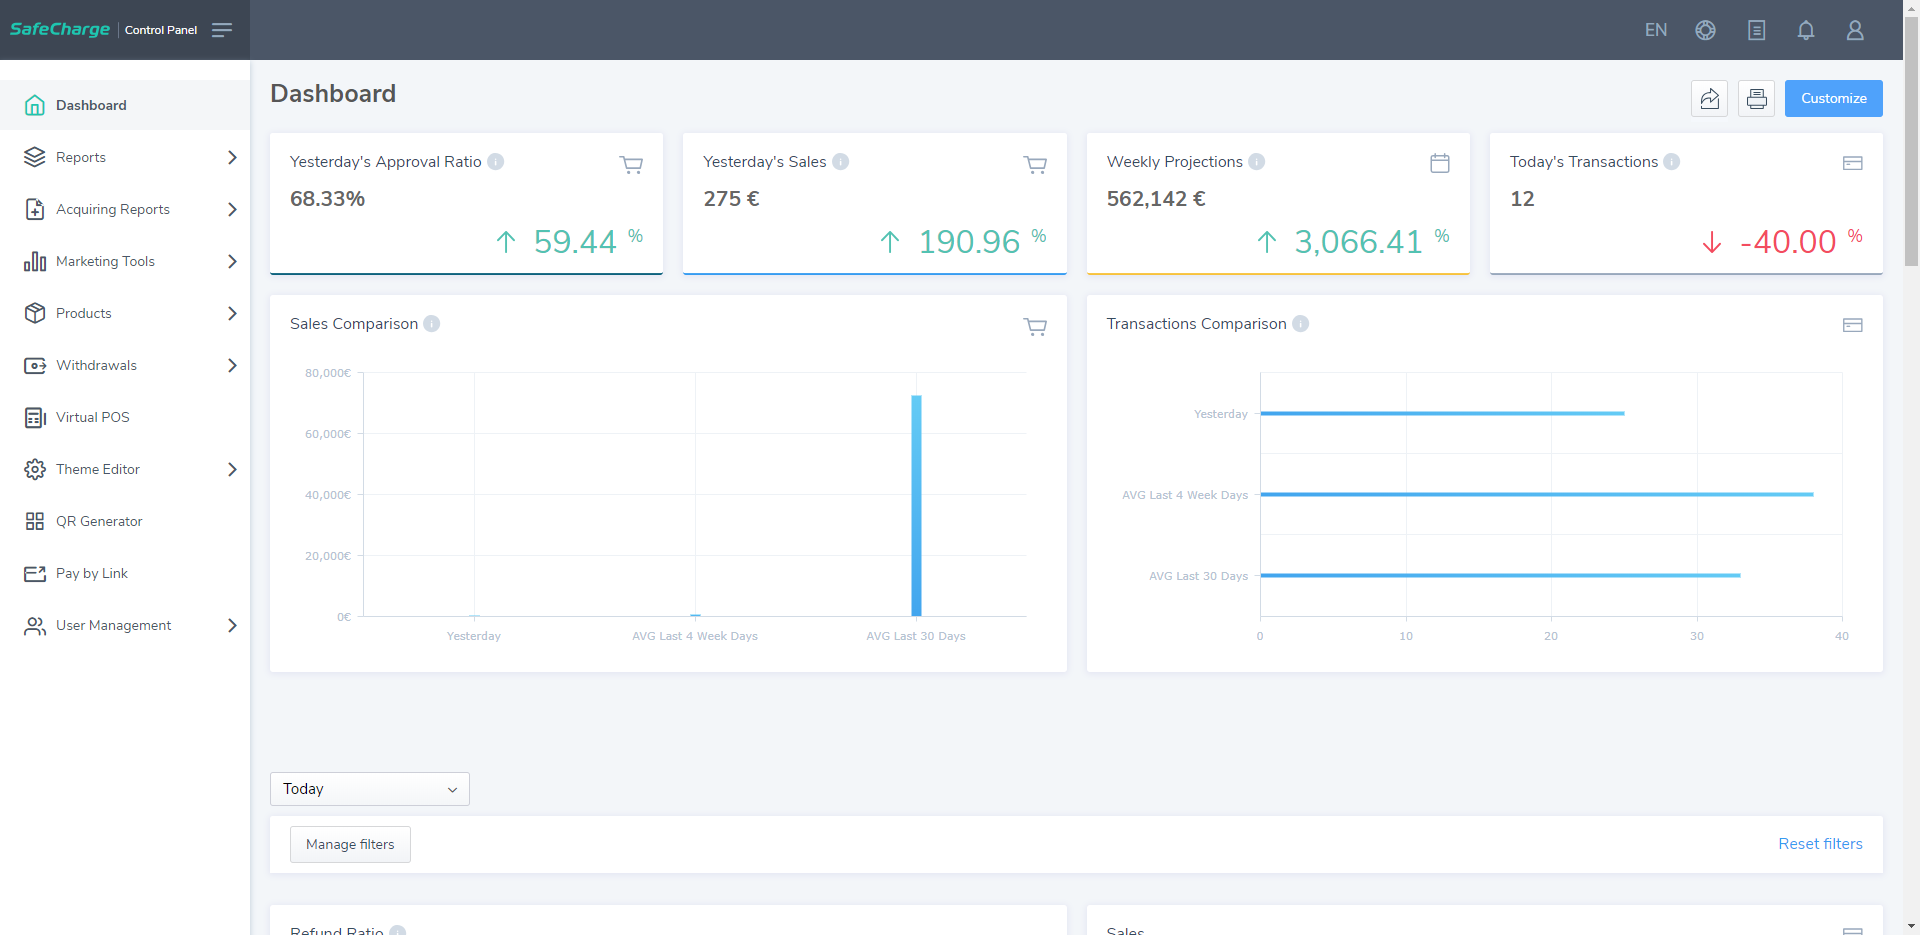 SafeCharge Control Panel
EN
Dashboard
Reports
Acquiring Reports
Marketing Tools
Products
Withdrawals
Virtual POS
Theme Editor
QR Generator
Pay by Link
User Management
Dashboard
Customize
Yesterday's Approval Ratio
68.33%
59.44 %
Yesterday's Sales
275 €
190.96 %
Weekly Projections
562,142 €
3,066.41 %
Today's Transactions
12
-40.00 %
Sales Comparison
80,000€
60,000€
40,000€
20,000€
0€
Yesterday
AVG Last 4 Week Days
AVG Last 30 Days
Transactions Comparison
Yesterday
AVG Last 4 Week Days
AVG Last 30 Days
0
10
20
30
40
Today
Manage filters
Reset filters
Refund Ratio
Sales